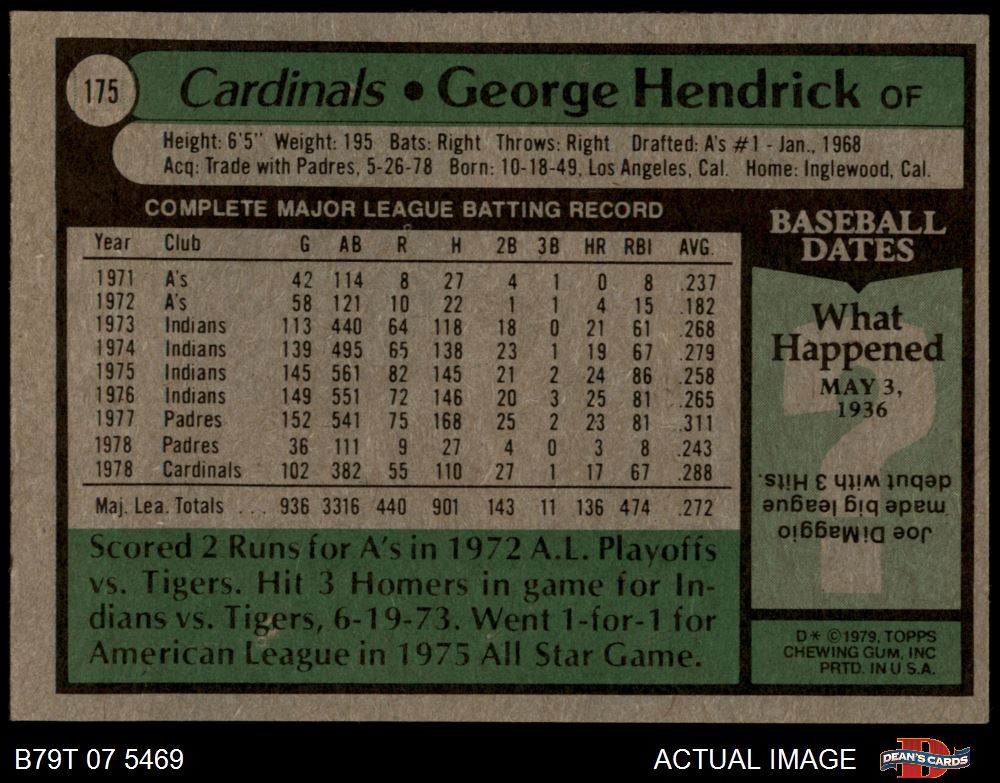 175 Cardinals • George Hendrick OF
Height: 6'5" Weight: 195 Bats: Right Throws: Right Drafted: A's #1 - Jan., 1968
Acq: Trade with Padres, 5-26-78 Born: 10-18-49, Los Angeles, Cal. Home: Inglewood, Cal.
COMPLETE MAJOR LEAGUE BATTING RECORD
Year Club G AB R H 2B 3B HR RBI AVG.
1971 A's 42 114 8 27 4 1 0 8 .237
1972 A's 58 121 10 22 1 1 4 15 .182
1973 Indians 113 440 64 118 18 0 21 61 .268
1974 Indians 139 495 65 138 23 1 19 67 .279
1975 Indians 145 561 82 145 21 2 24 86 .258
1976 Indians 149 551 72 146 20 3 25 81 .265
1977 Padres 152 541 75 168 25 2 23 81 .311
1978 Padres 36 111 9 27 4 0 3 8 .243
1978 Cardinals 102 382 55 110 27 1 17 67 .288
Maj. Lea. Totals ... 936 3316 440 901 143 11 136 474 .272
Scored 2 Runs for A's in 1972 A.L. Playoffs
vs. Tigers. Hit 3 Homers in game for In-
dians vs. Tigers, 6-19-73. Went 1-for-1 for
American League in 1975 All Star Game.
BASEBALL
DATES
What
Happened
MAY 3,
1936
?
Joe DiMaggio
made big league
debut with 3 Hits.
D* ©1979, TOPPS
CHEWING GUM, INC
PRTD. IN U.S.A.
B79T 07 5469
ACTUAL IMAGE
D
DEAN'S CARDS